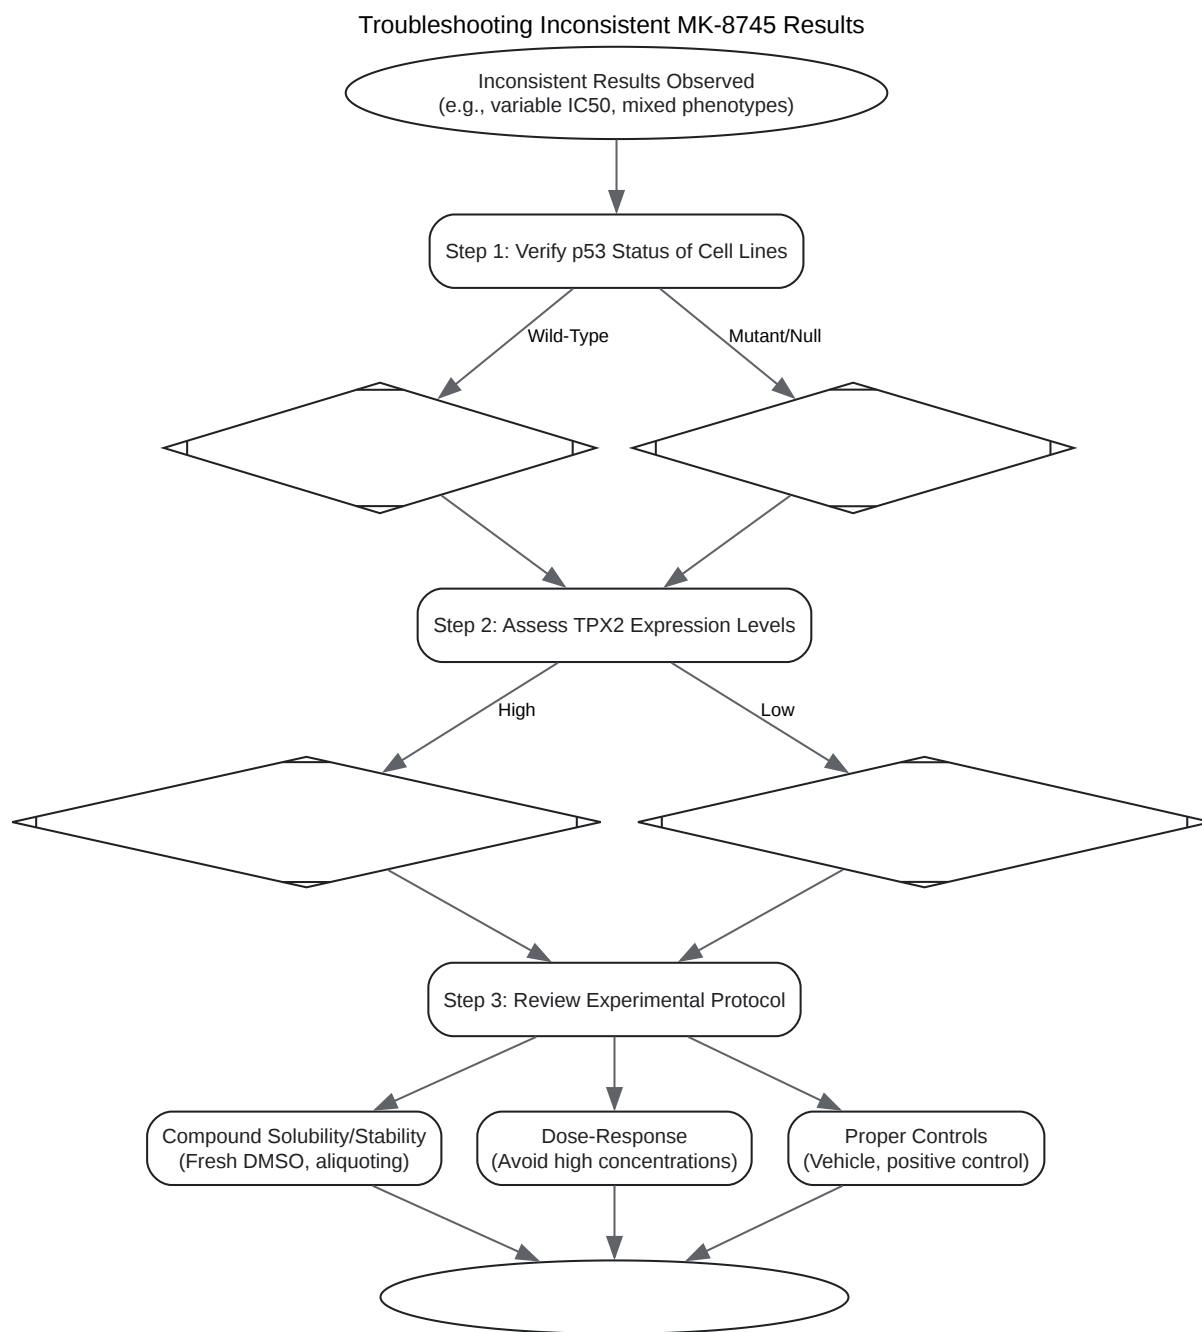 Troubleshooting Inconsistent MK-8745 Results
Inconsistent Results Observed
(e.g., variable IC50, mixed phenotypes)
Step 1: Verify p53 Status of Cell Lines
Wild-Type
Mutant/Null
Step 2: Assess TPX2 Expression Levels
High
Low
Step 3: Review Experimental Protocol
Compound Solubility/Stability
(Fresh DMSO, aliquoting)
Dose-Response
(Avoid high concentrations)
Proper Controls
(Vehicle, positive control)